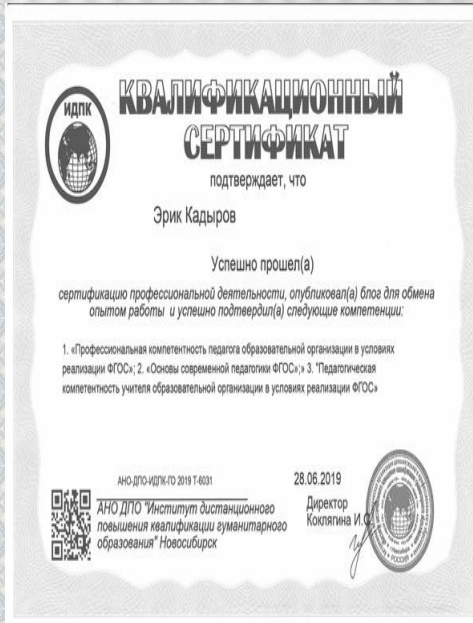 ИДПК
КВАЛИФИКАЦИОННЫЙ
СЕРТИФИКАТ
подтверждает, что
Эрик Кадыров
Успешно прошел(а)
сертификацию профессиональной деятельности, опубликовал(а) блог для обмена
опытом работы и успешно подтвердил(а) следующие компетенции:
1. «Профессиональная компетентность педагога образовательной организации в условиях
реализации ФГОС»; 2. «Основы современной педагогики ФГОС»;» 3. "Педагогическая
компетентность учителя образовательной организации в условиях реализации ФГОС»
АНО-ДПО-ИДПК-ГО 2019 Т-6031
АНО ДПО "Институт дистанционного
повышения квалификации гуманитарного
образования" Новосибирск
28.06.2019
Директор
Коклягина И.О.